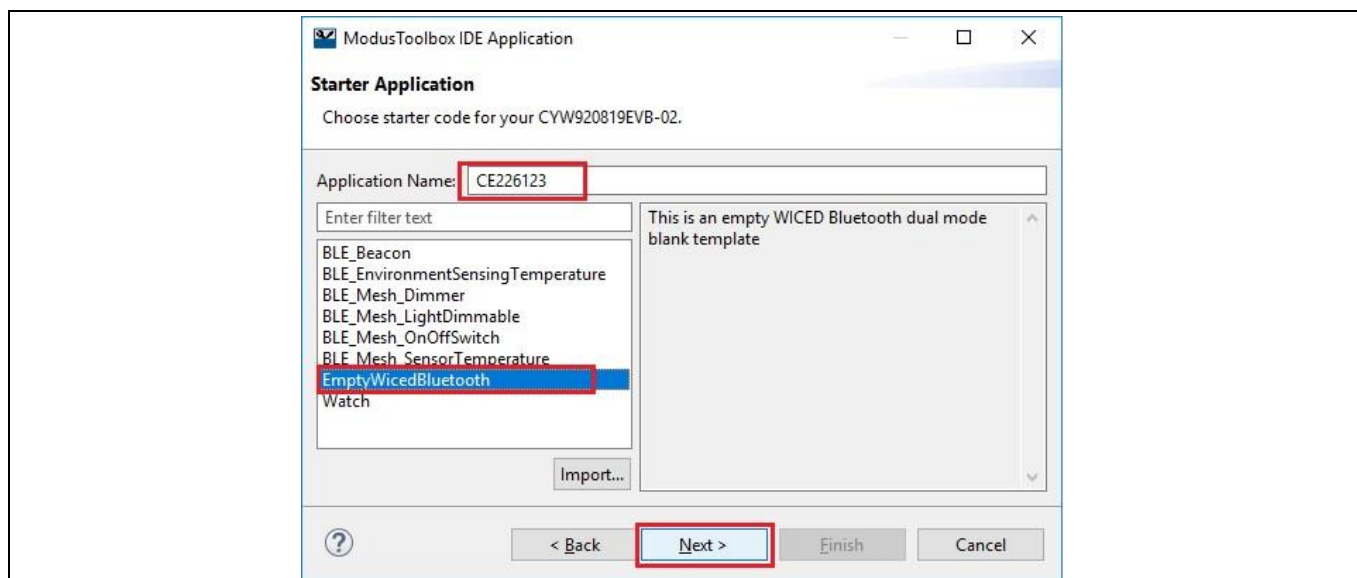 ModusToolbox IDE Application
Starter Application
Choose starter code for your CYW920819EVB-02.
Application Name: CE226123
Enter filter text
BLE_Beacon
BLE_EnvironmentSensingTemperature
BLE_Mesh_Dimmer
BLE_Mesh_LightDimmable
BLE_Mesh_OnOffSwitch
BLE_Mesh_SensorTemperature
EmptyWicedBluetooth
Watch
Import...
This is an empty WICED Bluetooth dual mode
blank template
?
< Back
Next >
Finish
Cancel